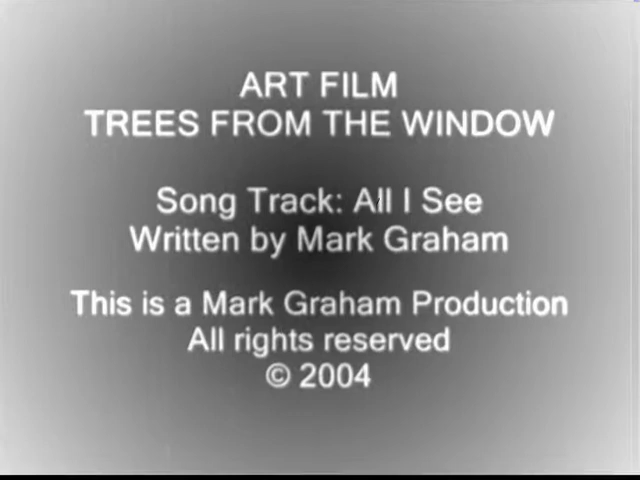 ART FILM
TREES FROM THE WINDOW
Song Track: All I See
Written by Mark Graham
This is a Mark Graham Production
All rights reserved
© 2004